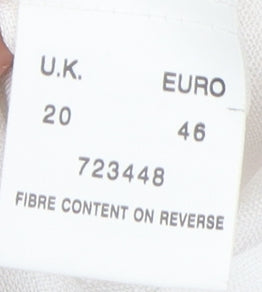 U.K. EURO
20 46
723448
FIBRE CONTENT ON REVERSE